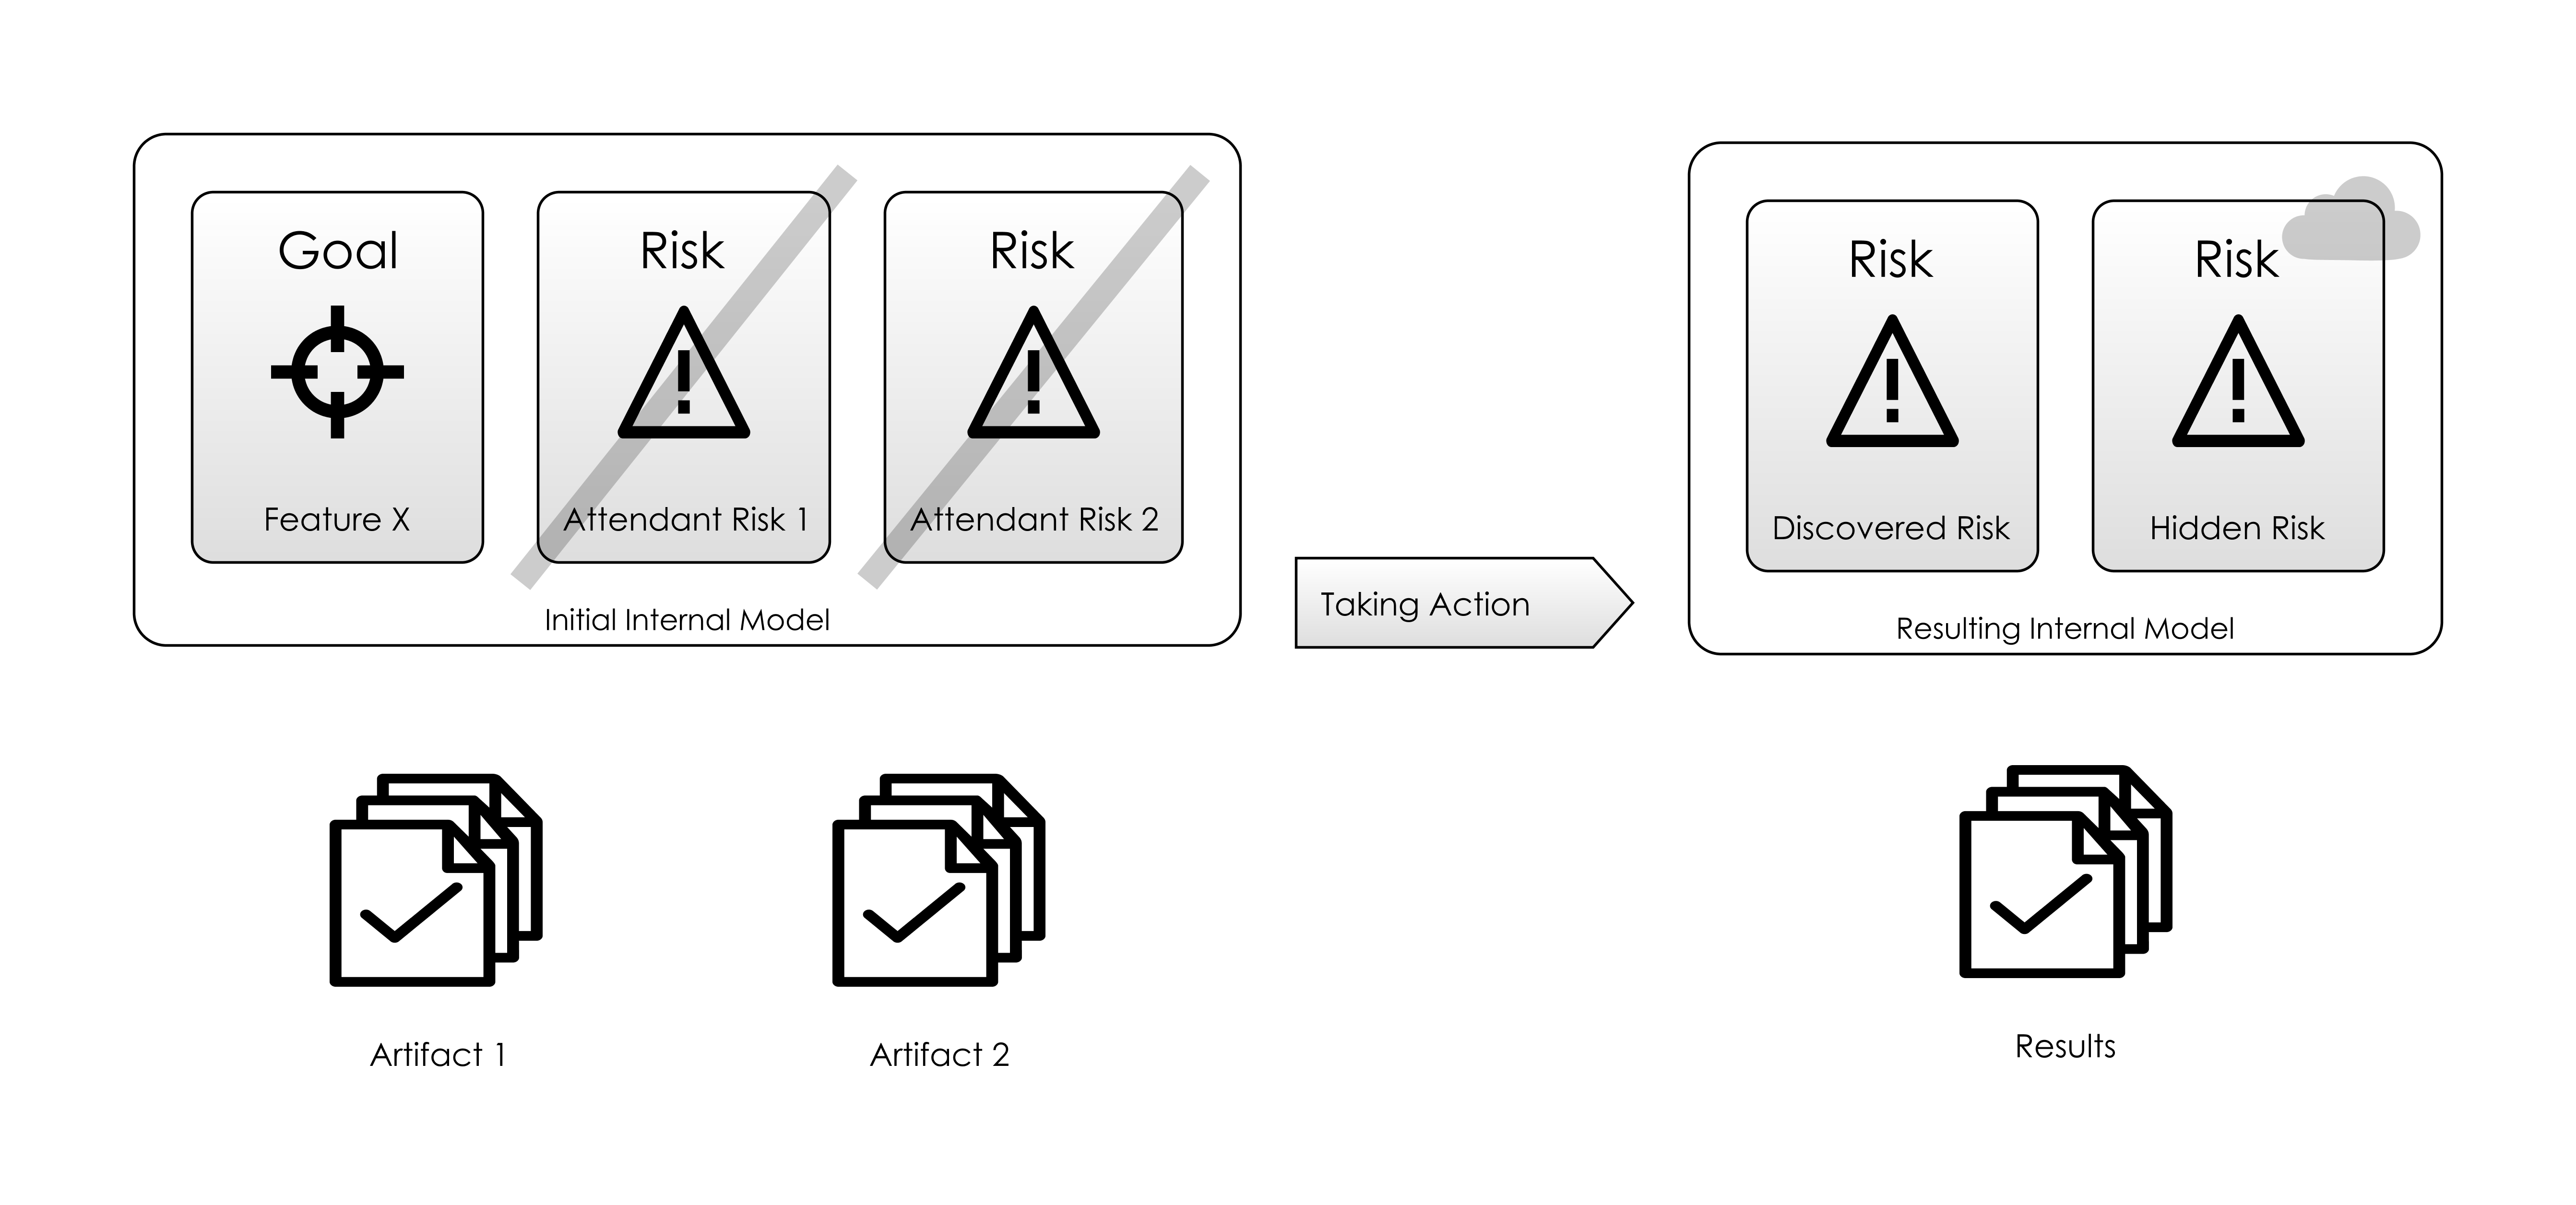 Goal
Feature X
Risk
Attendant Risk 1
Risk
Attendant Risk 2
Initial Internal Model
Taking Action
Risk
Discovered Risk
Risk
Hidden Risk
Resulting Internal Model
Artifact 1
Artifact 2
Results